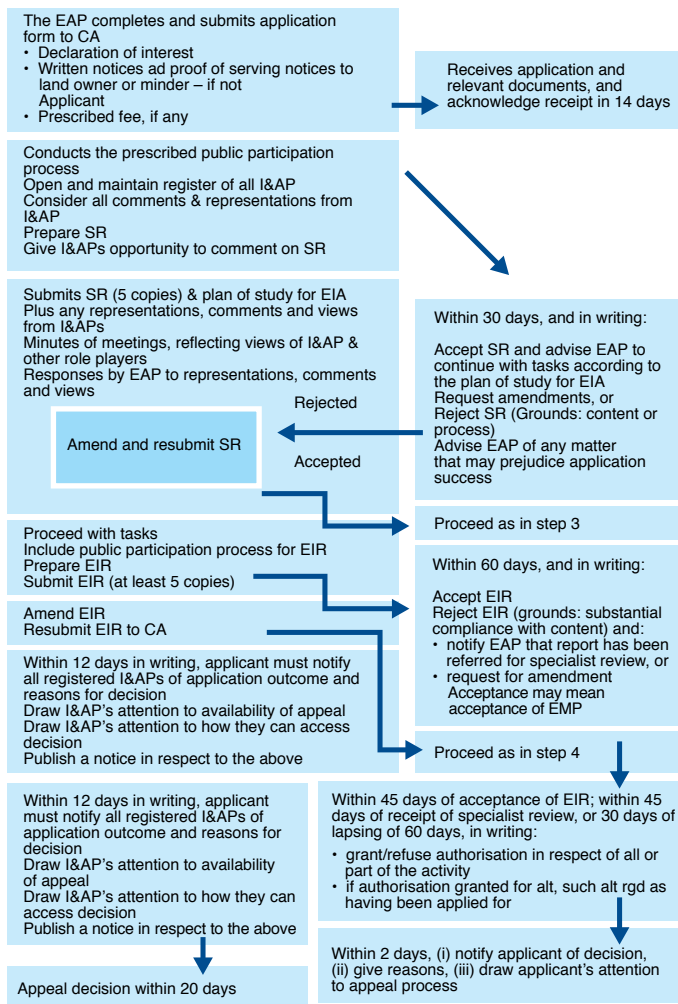 The EAP completes and submits application
form to CA
• Declaration of interest
• Written notices ad proof of serving notices to
land owner or minder – if not
Applicant
• Prescribed fee, if any
Receives application and
relevant documents, and
acknowledge receipt in 14 days
Conducts the prescribed public participation
process
Open and maintain register of all I&AP
Consider all comments & representations from
I&AP
Prepare SR
Give I&APs opportunity to comment on SR
Submits SR (5 copies) & plan of study for EIA
Plus any representations, comments and views
from I&APs
Minutes of meetings, reflecting views of I&AP &
other role players
Responses by EAP to representations, comments
and views
Rejected
Amend and resubmit SR
Accepted
Within 30 days, and in writing:
Accept SR and advise EAP to
continue with tasks according to
the plan of study for EIA
Request amendments, or
Reject SR (Grounds: content or
process)
Advise EAP of any matter
that may prejudice application
success
Proceed as in step 3
Proceed with tasks
Include public participation process for EIR
Prepare EIR
Submit EIR (at least 5 copies)
Within 60 days, and in writing:
Accept EIR
Reject EIR (grounds: substantial
compliance with content) and:
• notify EAP that report has been
referred for specialist review, or
• request for amendment
Acceptance may mean
acceptance of EMP
Amend EIR
Resubmit EIR to CA
Within 12 days in writing, applicant must notify
all registered I&APs of application outcome and
reasons for decision
Draw I&AP's attention to availability of appeal
Draw I&AP's attention to how they can access
decision
Publish a notice in respect to the above
Proceed as in step 4
Within 12 days in writing, applicant
must notify all registered I&APs of
application outcome and reasons for
decision
Draw I&AP's attention to availability
of appeal
Draw I&AP's attention to how they can
access decision
Publish a notice in respect to the above
Within 45 days of acceptance of EIR; within 45
days of receipt of specialist review, or 30 days of
lapsing of 60 days, in writing:
• grant/refuse authorisation in respect of all or
part of the activity
• if authorisation granted for alt, such alt rgd as
having been applied for
Appeal decision within 20 days
Within 2 days, (i) notify applicant of decision,
(ii) give reasons, (iii) draw applicant's attention
to appeal process